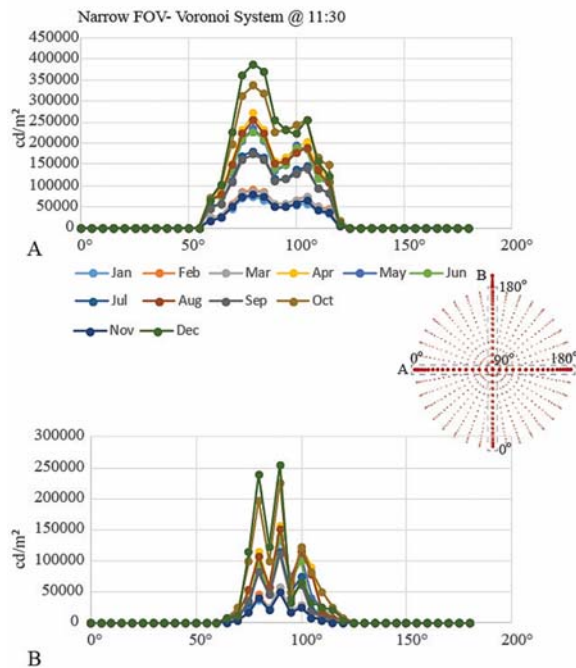 Narrow FOV- Voronoi System @ 11:30
450000
400000
350000
300000
250000
200000
150000
100000
50000
0
cd/m²
0° 50° 100° 150° 200°
A
Jan Feb Mar Apr May Jun
Jul Aug Sep Oct
Nov Dec
B
180°
A 0° 90° 180°
0°
300000
250000
200000
150000
100000
50000
0
cd/m²
0° 50° 100° 150° 200°
B